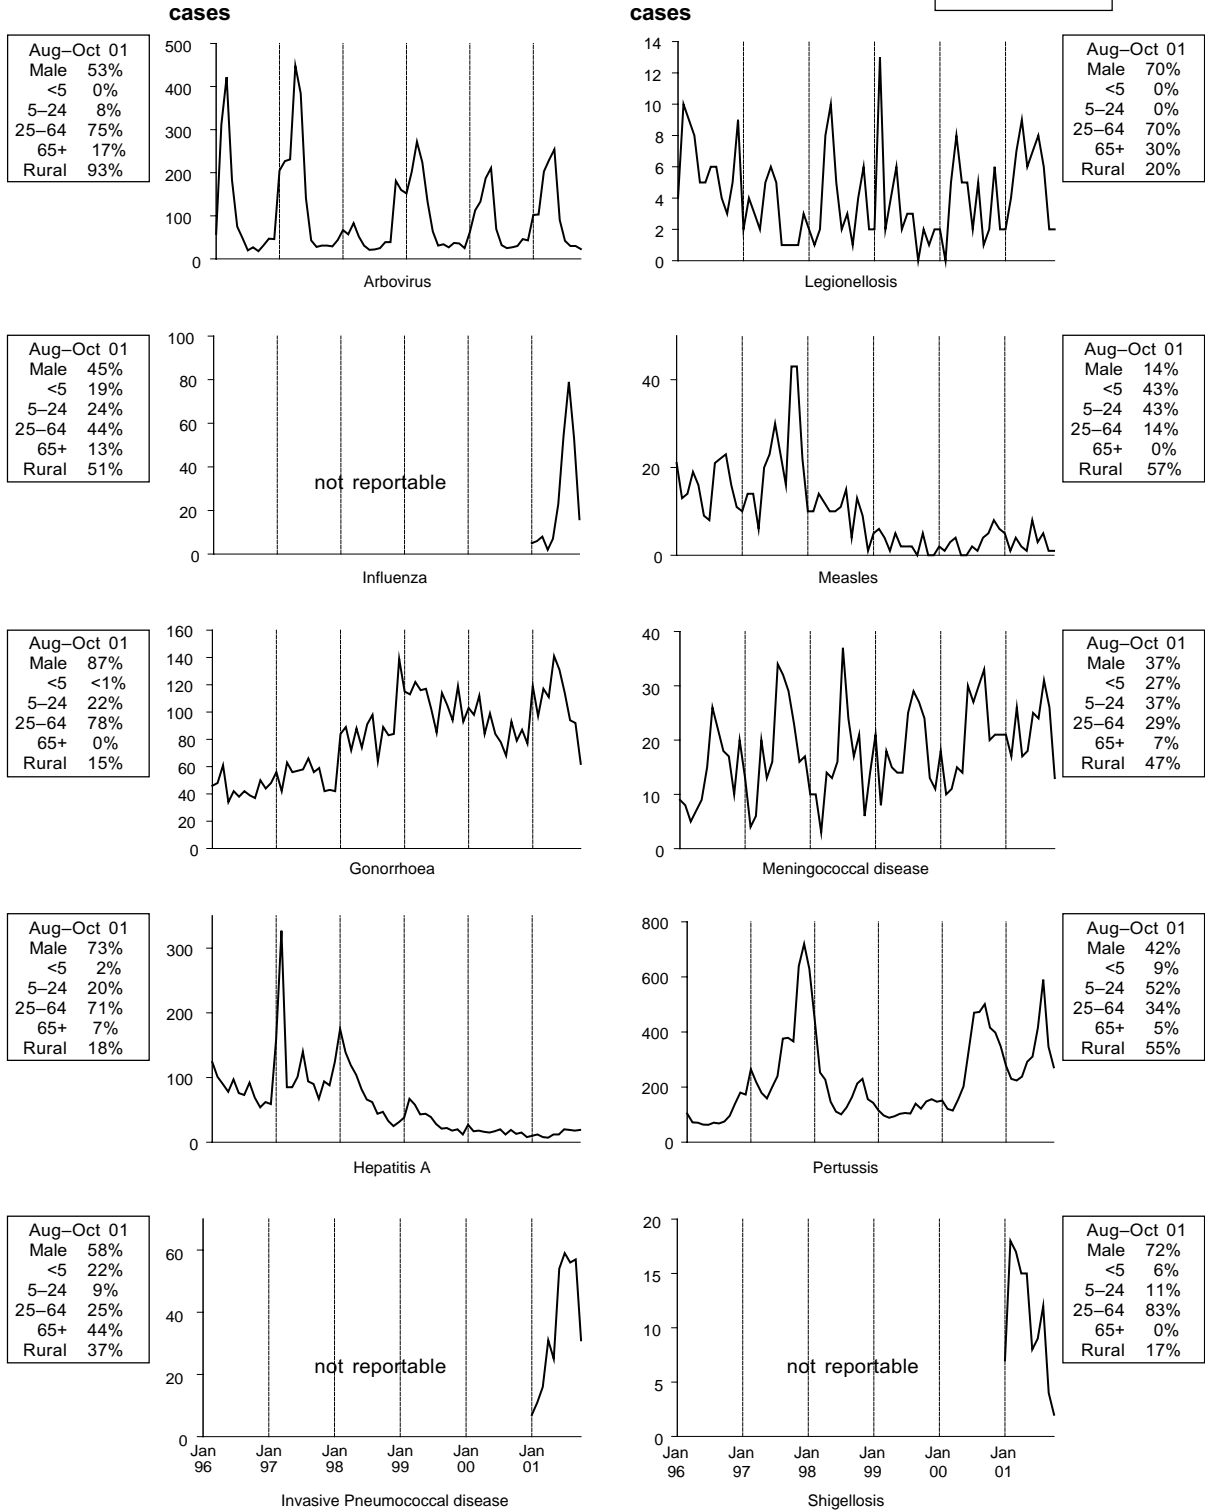 cases
cases
Aug–Oct 01
Male 53%
<5 0%
5–24 8%
25–64 75%
65+ 17%
Rural 93%
500
400
300
200
100
0
Arbovirus
14
12
10
8
6
4
2
0
Legionellosis
Aug–Oct 01
Male 70%
<5 0%
5–24 0%
25–64 70%
65+ 30%
Rural 20%
Aug–Oct 01
Male 45%
<5 19%
5–24 24%
25–64 44%
65+ 13%
Rural 51%
100
80
60
40
20
0
not reportable
Influenza
40
20
0
Measles
Aug–Oct 01
Male 14%
<5 43%
5–24 43%
25–64 14%
65+ 0%
Rural 57%
Aug–Oct 01
Male 87%
<5 <1%
5–24 22%
25–64 78%
65+ 0%
Rural 15%
160
140
120
100
80
60
40
20
0
Gonorrhoea
40
30
20
10
0
Meningococcal disease
Aug–Oct 01
Male 37%
<5 27%
5–24 37%
25–64 29%
65+ 7%
Rural 47%
Aug–Oct 01
Male 73%
<5 2%
5–24 20%
25–64 71%
65+ 7%
Rural 18%
300
200
100
0
Hepatitis A
800
600
400
200
0
Pertussis
Aug–Oct 01
Male 42%
<5 9%
5–24 52%
25–64 34%
65+ 5%
Rural 55%
Aug–Oct 01
Male 58%
<5 22%
5–24 9%
25–64 25%
65+ 44%
Rural 37%
60
40
20
0
not reportable
Jan Jan Jan Jan Jan Jan
96 97 98 99 00 01
Invasive Pneumococcal disease
20
15
10
5
0
not reportable
Jan Jan Jan Jan Jan Jan
96 97 98 99 00 01
Shigellosis
Aug–Oct 01
Male 72%
<5 6%
5–24 11%
25–64 83%
65+ 0%
Rural 17%